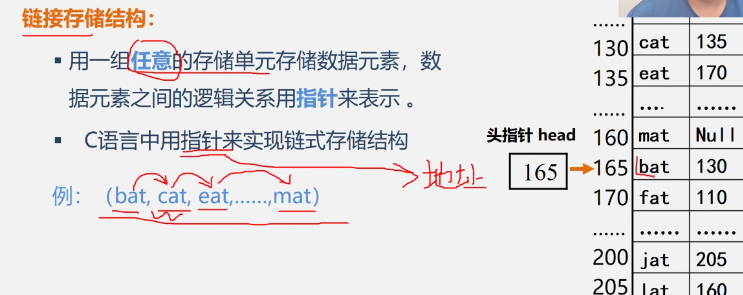 链接存储结构：
▪ 用一组任意的存储单元存储数据元素，数
据元素之间的逻辑关系用指针来表示 。
▪ C语言中用指针来实现链式存储结构
地址
例： （bat, cat, eat,……,mat）
头指针 head
165
……
130 cat 135
135 eat 170
…… …. ……
160 mat Null
165 bat 130
170 fat 110
…… …… ……
200 jat 205
205 lat 160